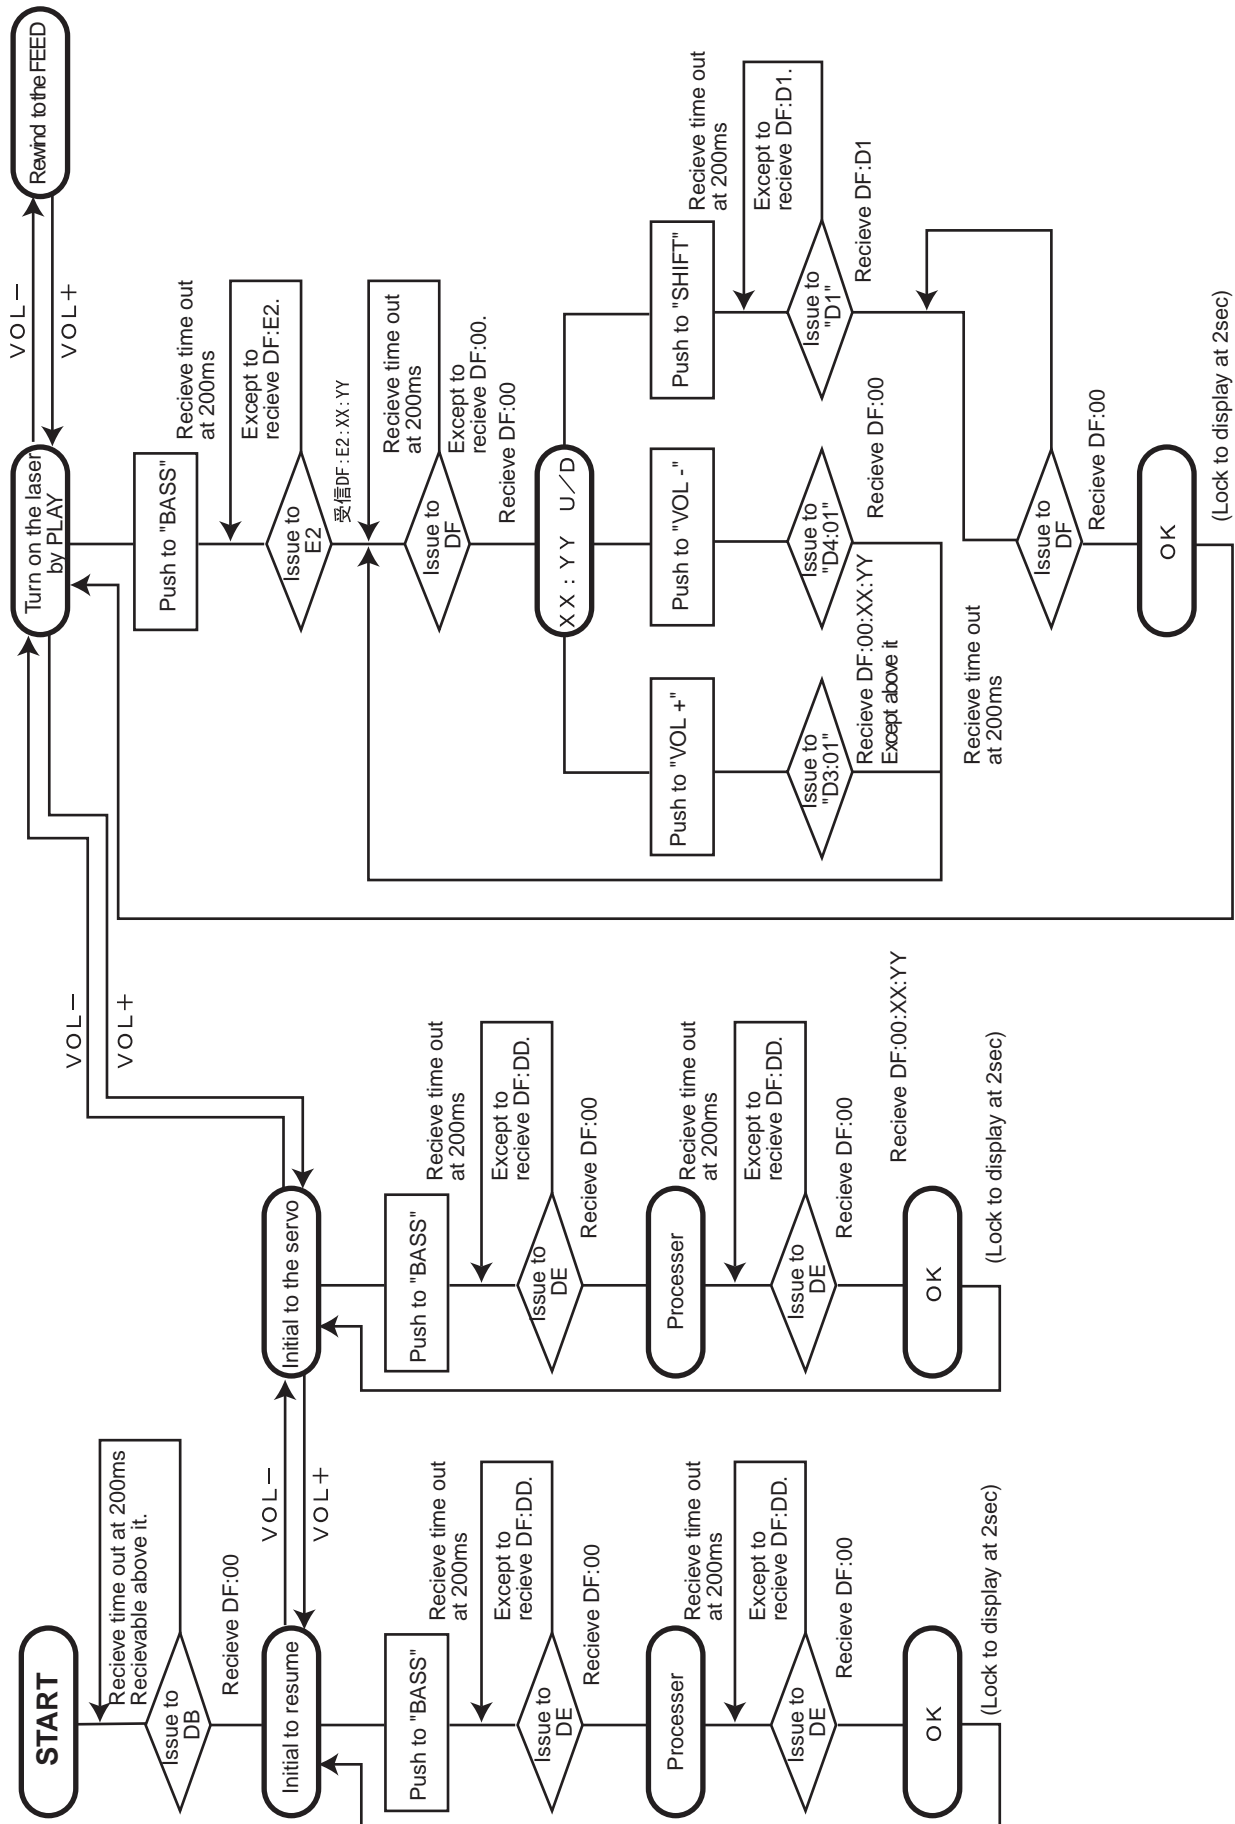 START
Recieve time out at 200ms
Recievable above it.
Issue to
DB
Recieve DF:00
Initial to resume
VOL−
VOL+
Push to "BASS"
Recieve time out
at 200ms
Except to
recieve DF:DD.
Issue to
DE
Recieve DF:00
Processer
Recieve time out
at 200ms
Except to
recieve DF:DD.
Issue to
DE
Recieve DF:00
OK
(Lock to display at 2sec)
Initial to the servo
VOL−
VOL+
Push to "BASS"
Recieve time out
at 200ms
Except to
recieve DF:DD.
Issue to
DE
Recieve DF:00
Processer
Recieve time out
at 200ms
Except to
recieve DF:DD.
Issue to
DE
Recieve DF:00
Recieve DF:00:XX:YY
OK
(Lock to display at 2sec)
Turn on the laser
by PLAY
VOL−
VOL+
Rewind to the FEED
Push to "BASS"
Recieve time out
at 200ms
Except to
recieve DF:E2.
Issue to
E2
受信DF:E2:XX:YY
Recieve time out
at 200ms
Except to
recieve DF:00.
Issue to
DF
Recieve DF:00
XX:YY U/D
Push to "VOL +"
Push to "VOL -"
Push to "SHIFT"
Recieve time out
at 200ms
Except to
recieve DF:D1.
Issue to
"D3:01"
Issue to
"D4:01"
Issue to
"D1"
Recieve DF:00:XX:YY
Except above it
Recieve DF:00
Recieve DF:D1
Recieve time out
at 200ms
Issue to
DF
Recieve DF:00
OK
(Lock to display at 2sec)